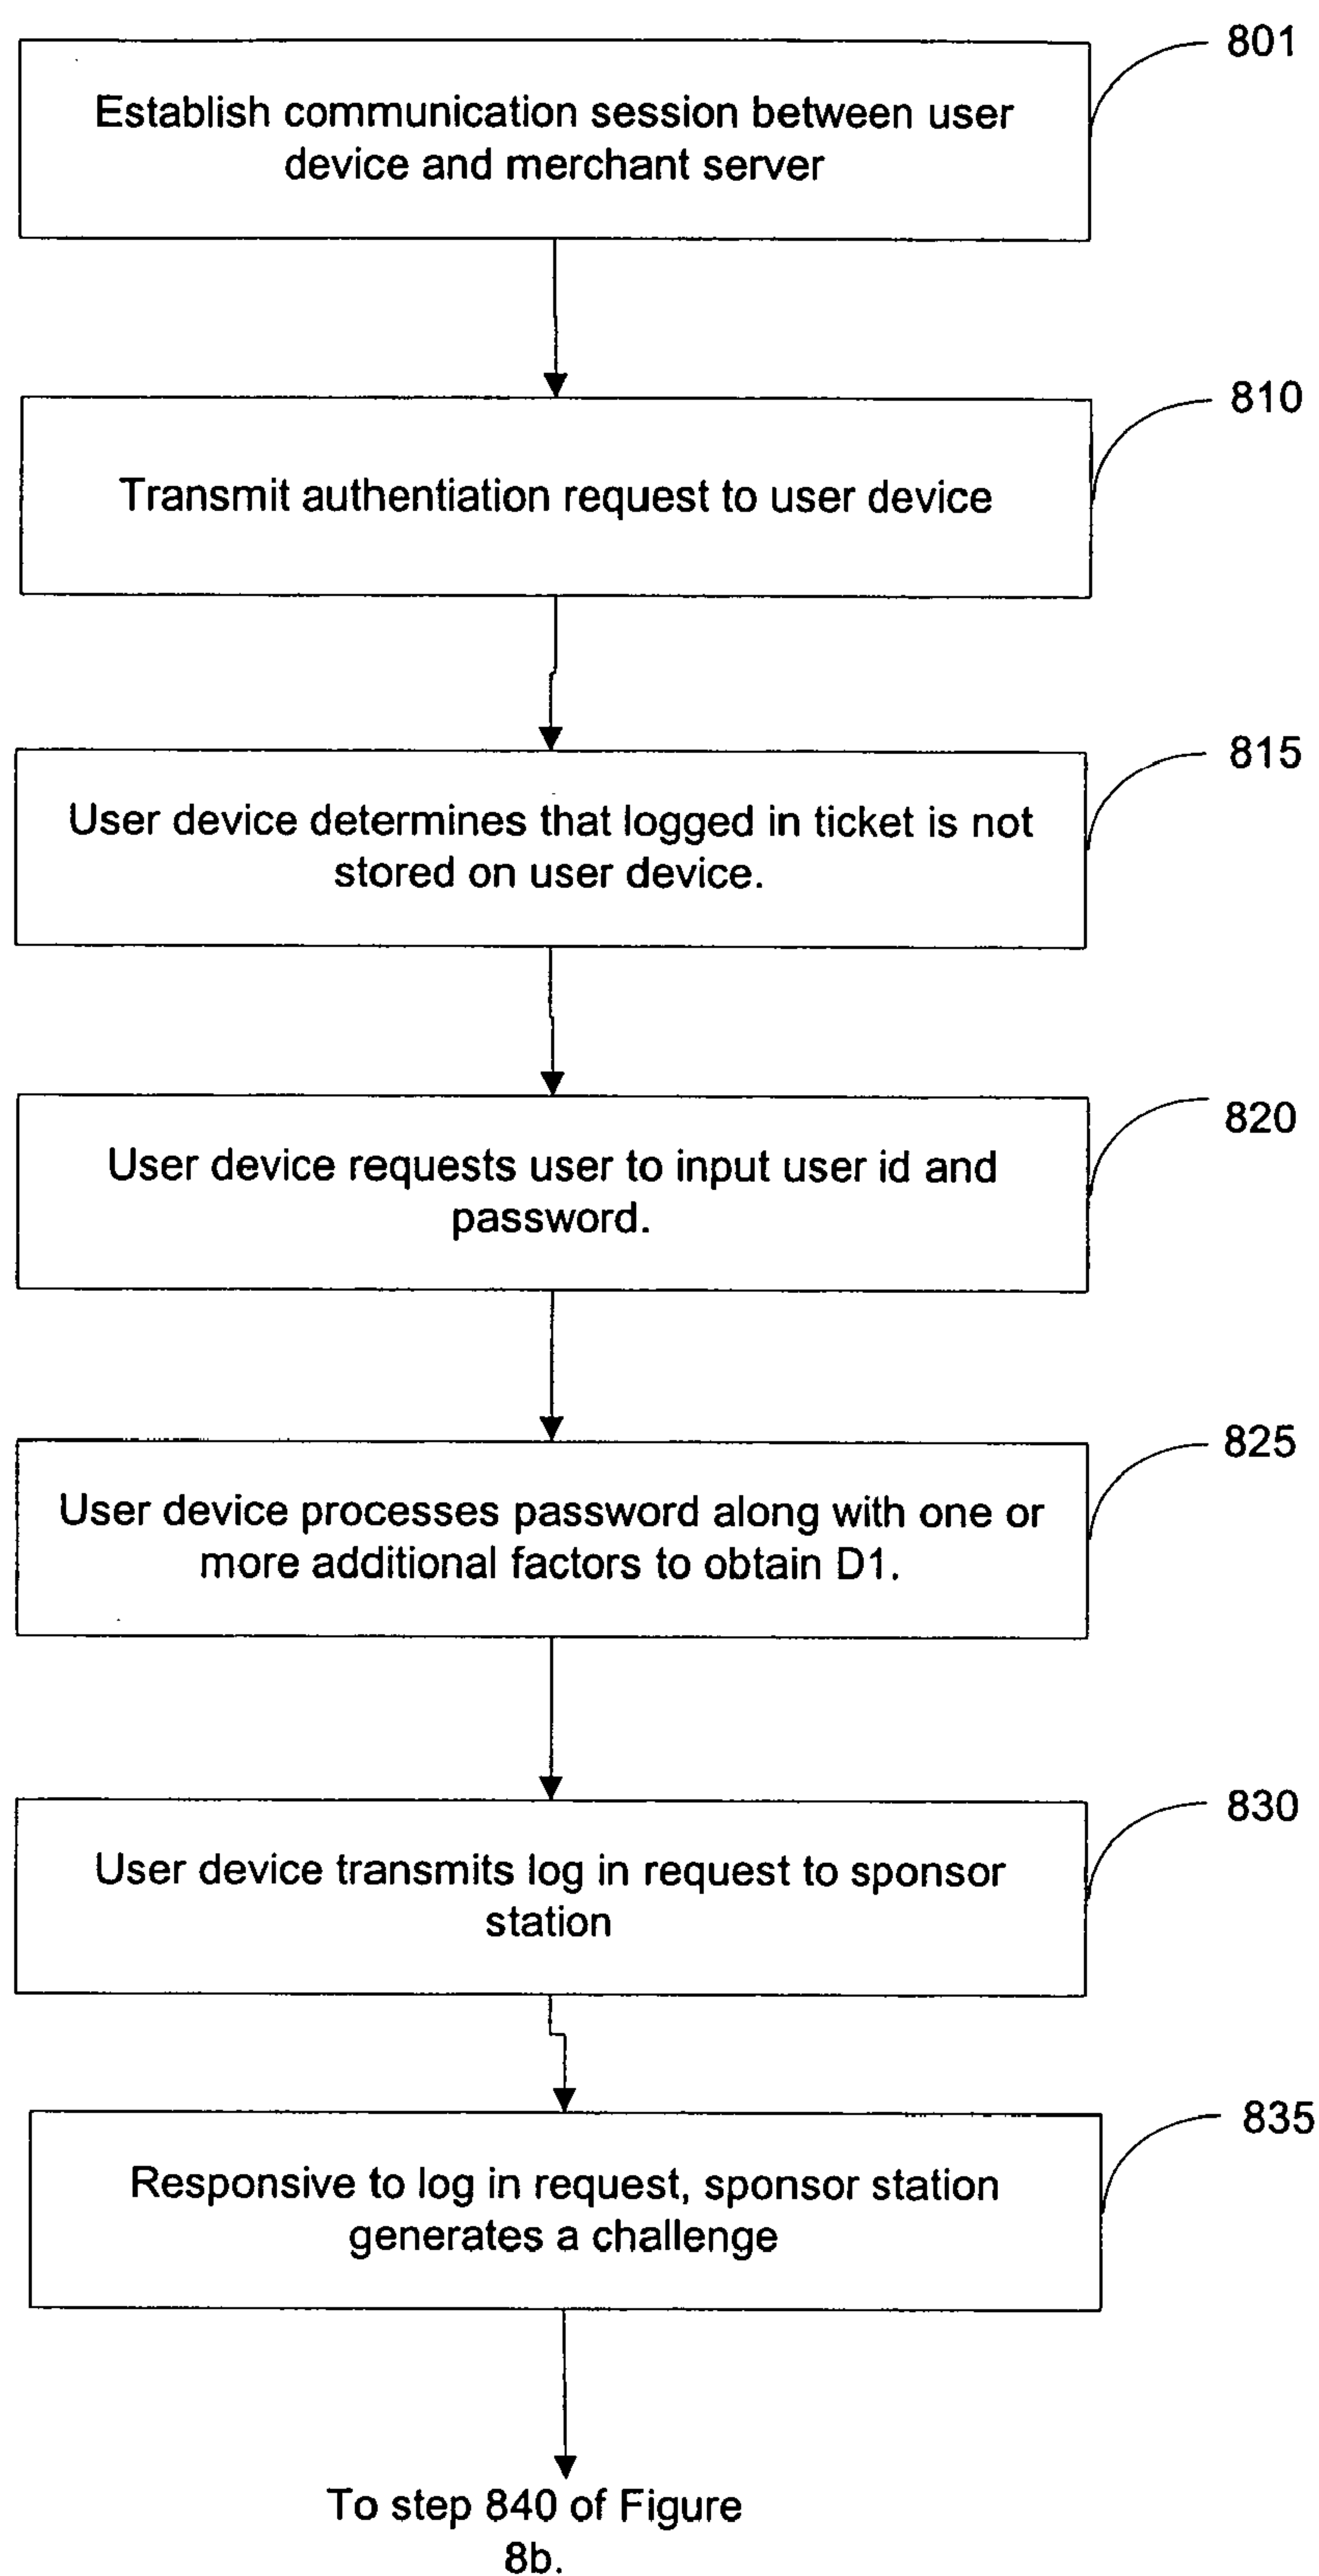 801
Establish communication session between user
device and merchant server
810
Transmit authentiation request to user device
815
User device determines that logged in ticket is not
stored on user device.
820
User device requests user to input user id and
password.
825
User device processes password along with one or
more additional factors to obtain D1.
830
User device transmits log in request to sponsor
station
835
Responsive to log in request, sponsor station
generates a challenge
To step 840 of Figure
8b.